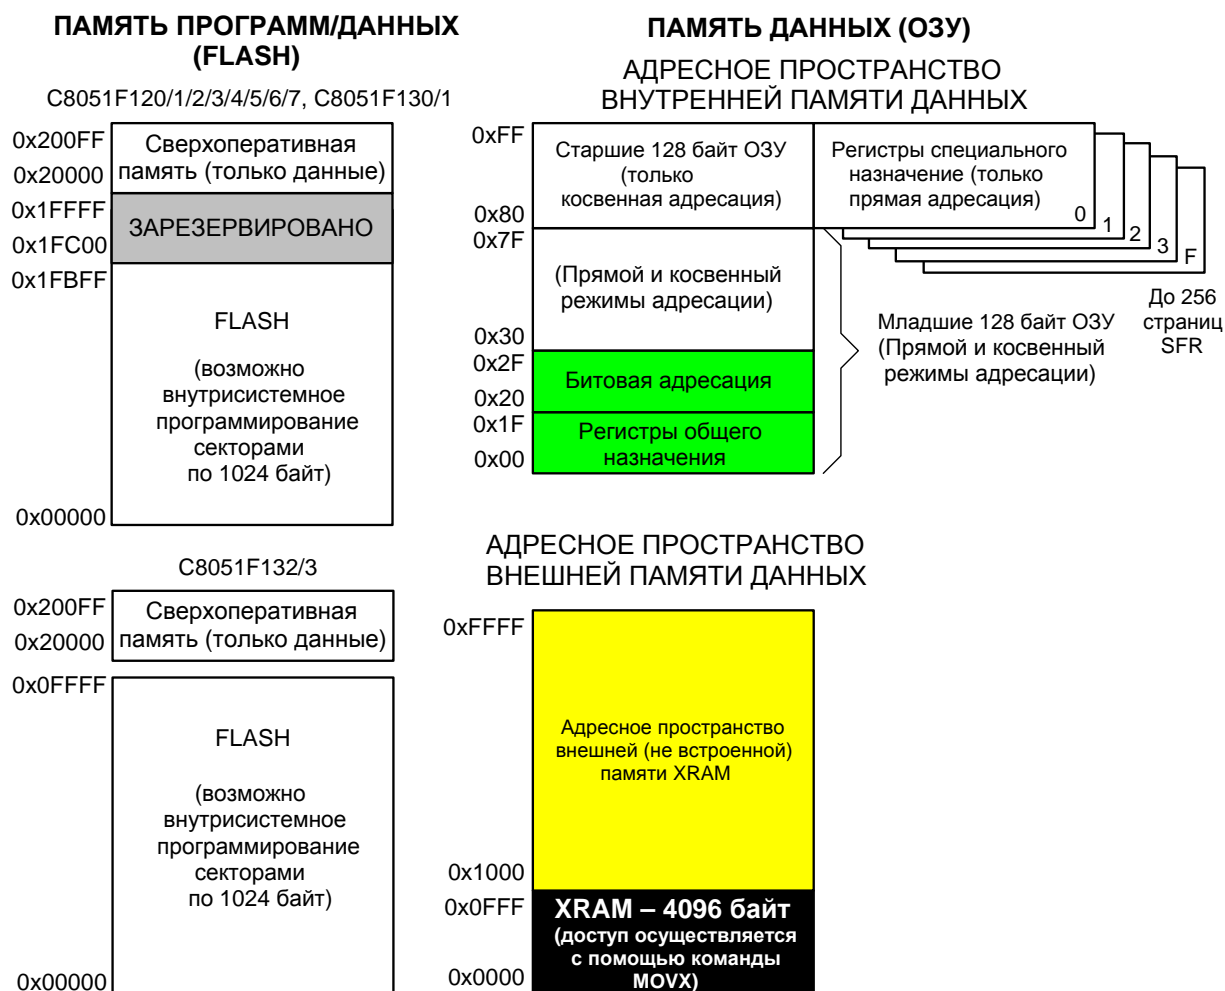 ПАМЯТЬ ПРОГРАММ/ДАННЫХ
(FLASH)
C8051F120/1/2/3/4/5/6/7, C8051F130/1
0x200FF
0x20000
Сверхоперативная
память (только данные)
0x1FFFF
0x1FC00
ЗАРЕЗЕРВИРОВАНО
0x1FBFF
FLASH
(возможно
внутрисистемное
программирование
секторами
по 1024 байт)
0x00000
C8051F132/3
0x200FF
0x20000
Сверхоперативная
память (только данные)
0x0FFFF
FLASH
(возможно
внутрисистемное
программирование
секторами
по 1024 байт)
0x00000
ПАМЯТЬ ДАННЫХ (ОЗУ)
АДРЕСНОЕ ПРОСТРАНСТВО
ВНУТРЕННЕЙ ПАМЯТИ ДАННЫХ
0xFF
Старшие 128 байт ОЗУ
(только
косвенная адресация)
0x80
Регистры специального
назначение (только
прямая адресация)
0
1
2
3
F
До 256
страниц
SFR
0x7F
(Прямой и косвенный
режимы адресации)
0x30
0x2F
Битовая адресация
0x20
0x1F
Регистры общего
назначения
0x00
Младшие 128 байт ОЗУ
(Прямой и косвенный
режимы адресации)
АДРЕСНОЕ ПРОСТРАНСТВО
ВНЕШНЕЙ ПАМЯТИ ДАННЫХ
0xFFFF
Адресное пространство
внешней (не встроенной)
памяти XRAM
0x1000
0x0FFF
XRAM – 4096 байт
(доступ осуществляется
с помощью команды
MOVX)
0x0000